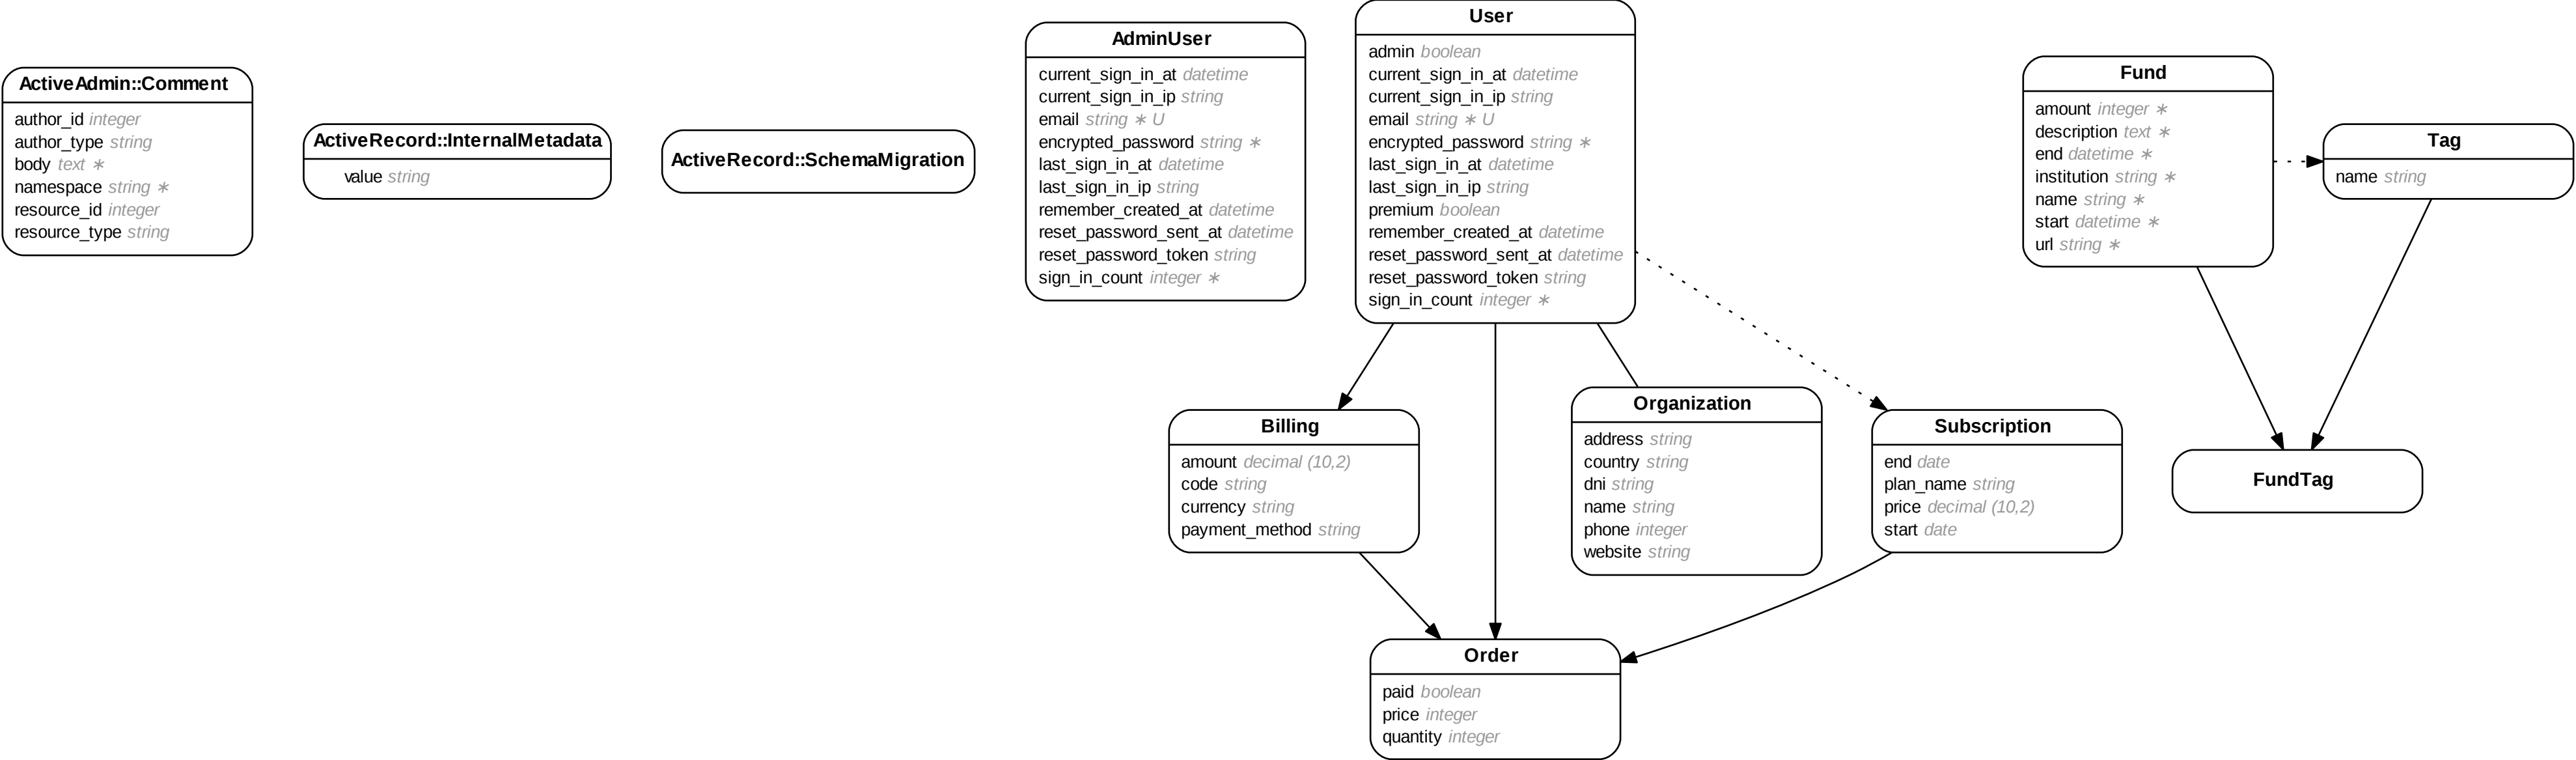 ActiveAdmin::Comment
author_id integer
author_type string
body text ∗
namespace string ∗
resource_id integer
resource_type string
ActiveRecord::InternalMetadata
value string
ActiveRecord::SchemaMigration
AdminUser
current_sign_in_at datetime
current_sign_in_ip string
email string ∗ U
encrypted_password string ∗
last_sign_in_at datetime
last_sign_in_ip string
remember_created_at datetime
reset_password_sent_at datetime
reset_password_token string
sign_in_count integer ∗
User
admin boolean
current_sign_in_at datetime
current_sign_in_ip string
email string ∗ U
encrypted_password string ∗
last_sign_in_at datetime
last_sign_in_ip string
premium boolean
remember_created_at datetime
reset_password_sent_at datetime
reset_password_token string
sign_in_count integer ∗
Fund
amount integer ∗
description text ∗
end datetime ∗
institution string ∗
name string ∗
start datetime ∗
url string ∗
Tag
name string
Billing
amount decimal (10,2)
code string
currency string
payment_method string
Organization
address string
country string
dni string
name string
phone integer
website string
Subscription
end date
plan_name string
price decimal (10,2)
start date
FundTag
Order
paid boolean
price integer
quantity integer